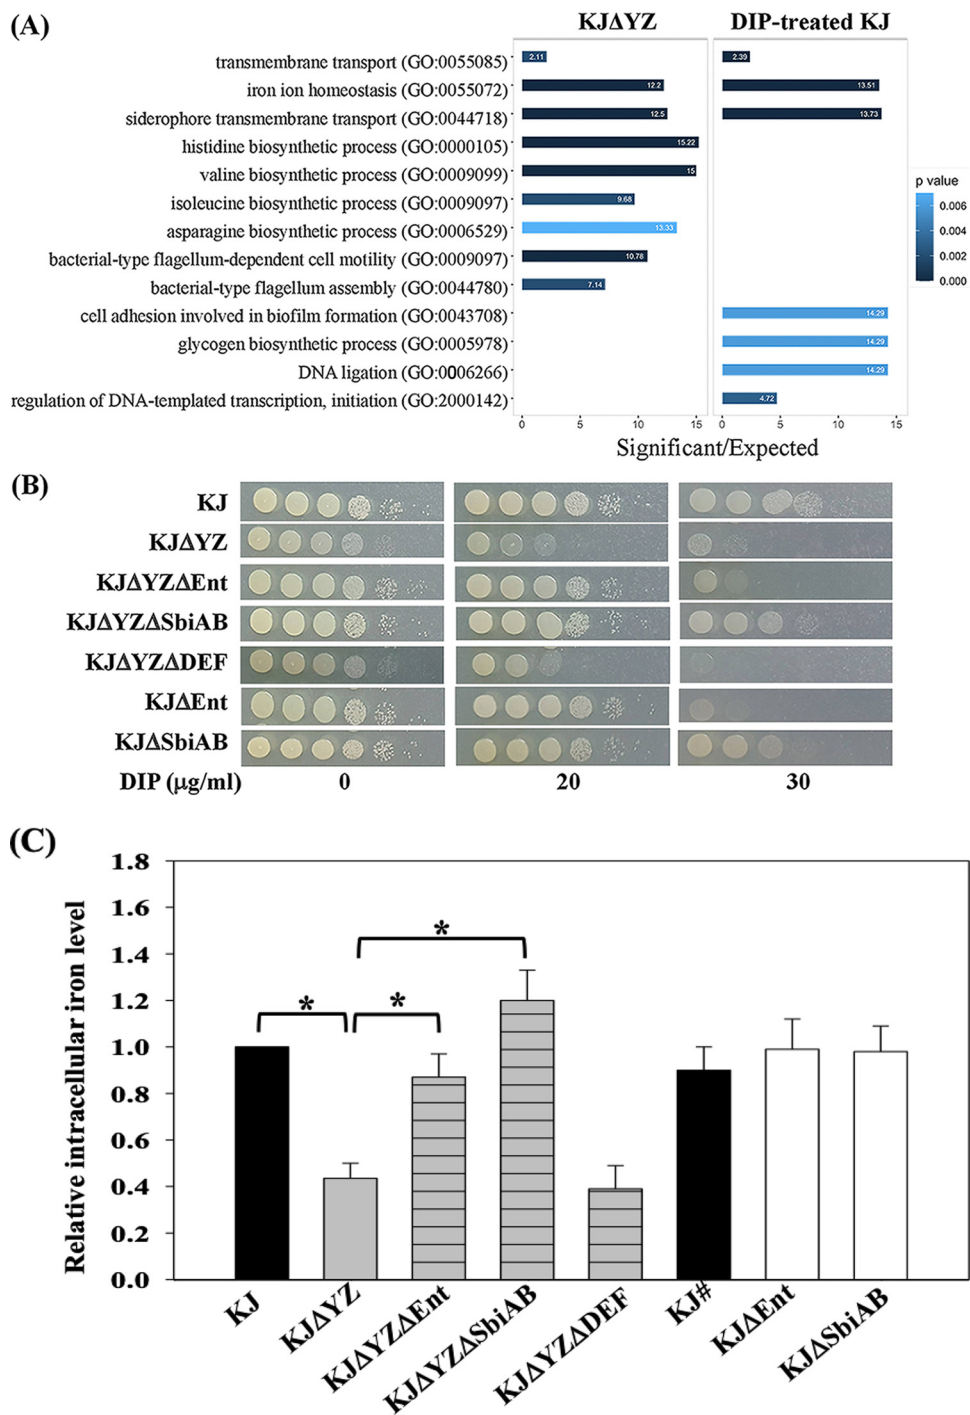 (A)
KJΔYZ
DIP-treated KJ
transmembrane transport (GO:0055085)
2.11
2.39
iron ion homeostasis (GO:0055072)
12.2
13.51
siderophore transmembrane transport (GO:0044718)
12.5
13.73
histidine biosynthetic process (GO:0000105)
15.22
valine biosynthetic process (GO:0009099)
15
isoleucine biosynthetic process (GO:0009097)
9.68
asparagine biosynthetic process (GO:0006529)
13.33
bacterial-type flagellum-dependent cell motility (GO:0009097)
10.78
bacterial-type flagellum assembly (GO:0044780)
7.14
cell adhesion involved in biofilm formation (GO:0043708)
14.29
glycogen biosynthetic process (GO:0005978)
14.29
DNA ligation (GO:0006266)
14.29
regulation of DNA-templated transcription, initiation (GO:2000142)
4.72
p value
0.006
0.004
0.002
0.000
0 5 10 15
0 5 10 15
Significant/Expected
(B)
KJ
KJΔYZ
KJΔYZΔEnt
KJΔYZΔSbiAB
KJΔYZΔDEF
KJΔEnt
KJΔSbiAB
DIP (μg/ml) 0 20 30
(C)
Relative intracellular iron level
1.8
1.6
1.4
1.2
1.0
0.8
0.6
0.4
0.2
0.0
*
*
*
KJ
KJΔYZ
KJΔYZΔEnt
KJΔYZΔSbiAB
KJΔYZΔDEF
KJ#
KJΔEnt
KJΔSbiAB